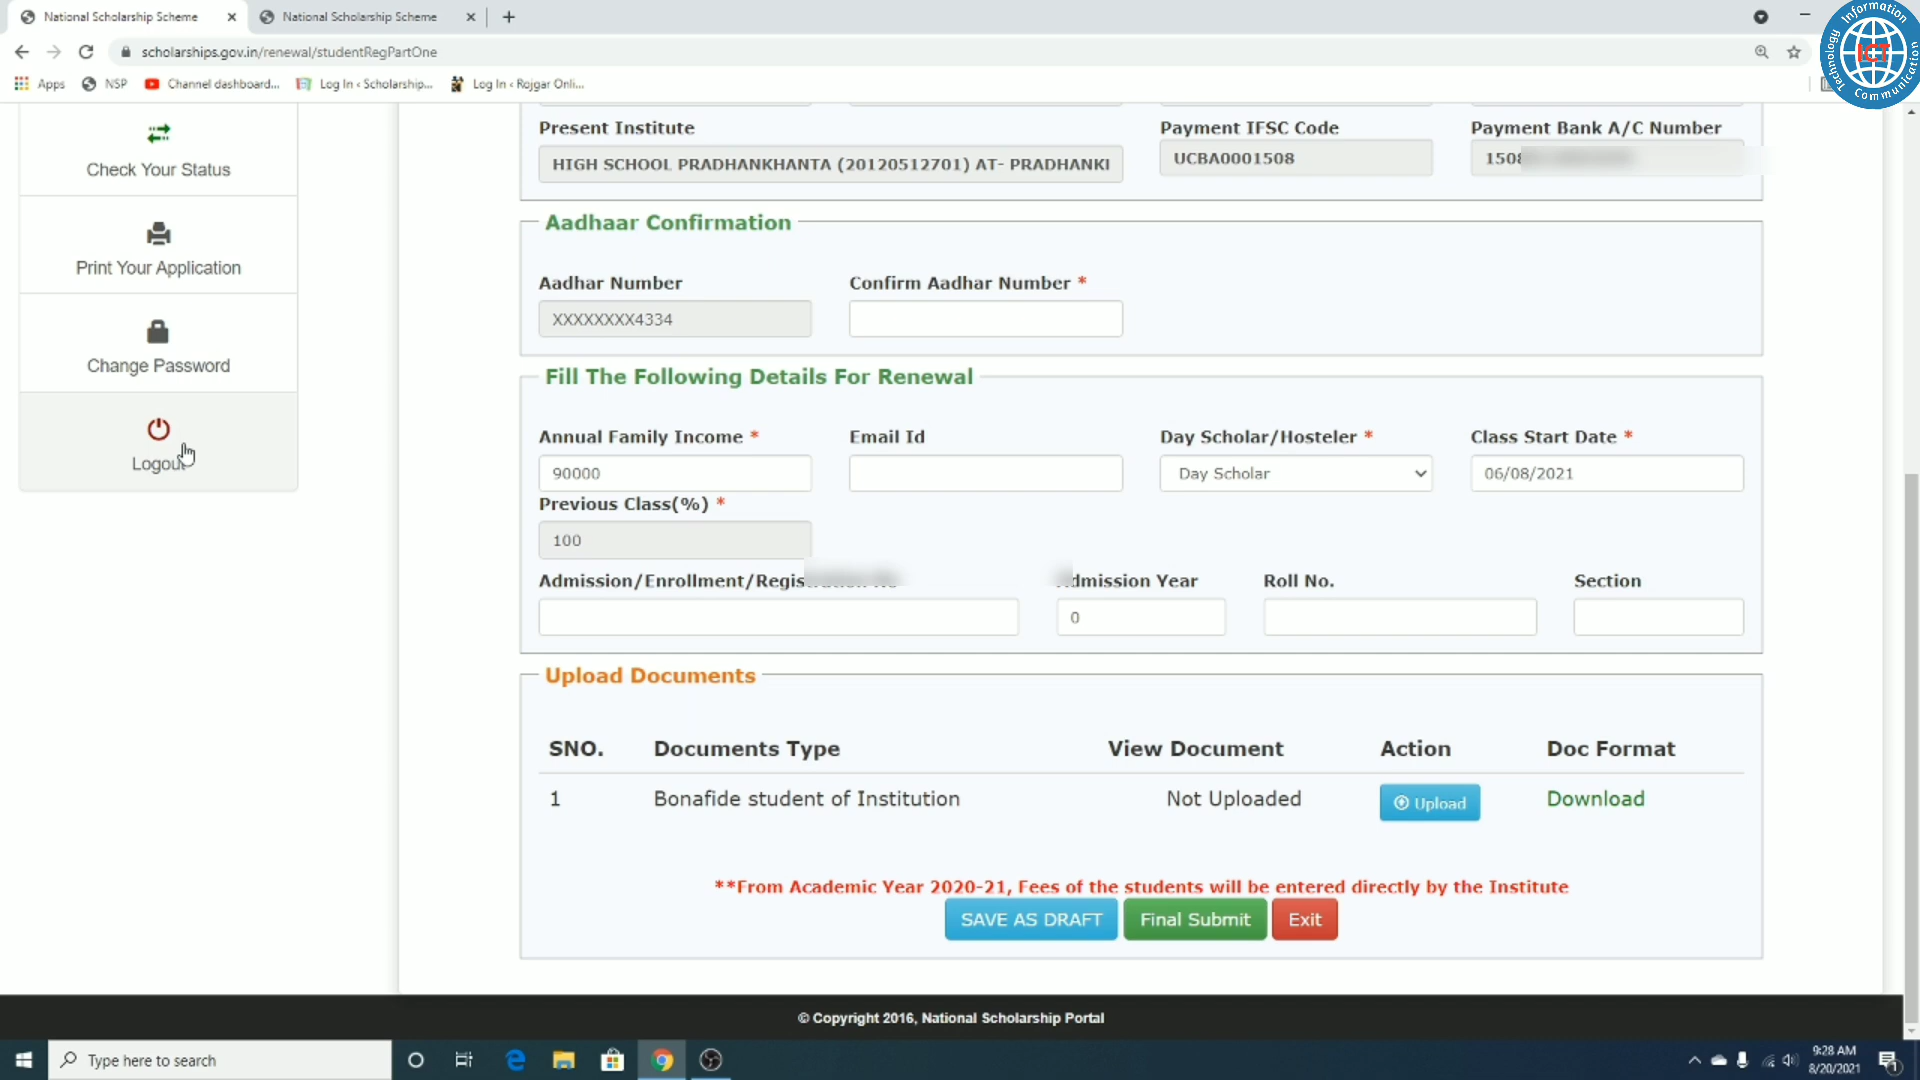 National Scholarship Scheme
National Scholarship Scheme
scholarships.gov.in/renewal/studentRegPartOne
Apps
NSP
Channel dashboard...
Log In ‹ Scholarship...
Log In ‹ Rojgar Onli...
Information
ICT
Communication
Technology
Check Your Status
Print Your Application
Change Password
Logout
Present Institute
Payment IFSC Code
Payment Bank A/C Number
HIGH SCHOOL PRADHANKHANTA (20120512701) AT- PRADHANKI
UCBA0001508
1508
Aadhaar Confirmation
Aadhar Number
Confirm Aadhar Number *
XXXXXXXX4334
Fill The Following Details For Renewal
Annual Family Income *
Email Id
Day Scholar/Hosteler *
Class Start Date *
90000
Day Scholar
06/08/2021
Previous Class(%) *
100
Admission Year
Roll No.
Section
0
Upload Documents
SNO.
Documents Type
View Document
Action
Doc Format
1
Bonafide student of Institution
Not Uploaded
Upload
Download
**From Academic Year 2020-21, Fees of the students will be entered directly by the Institute
SAVE AS DRAFT
Final Submit
Exit
© Copyright 2016, National Scholarship Portal
Type here to search
9:28 AM
8/20/2021
1